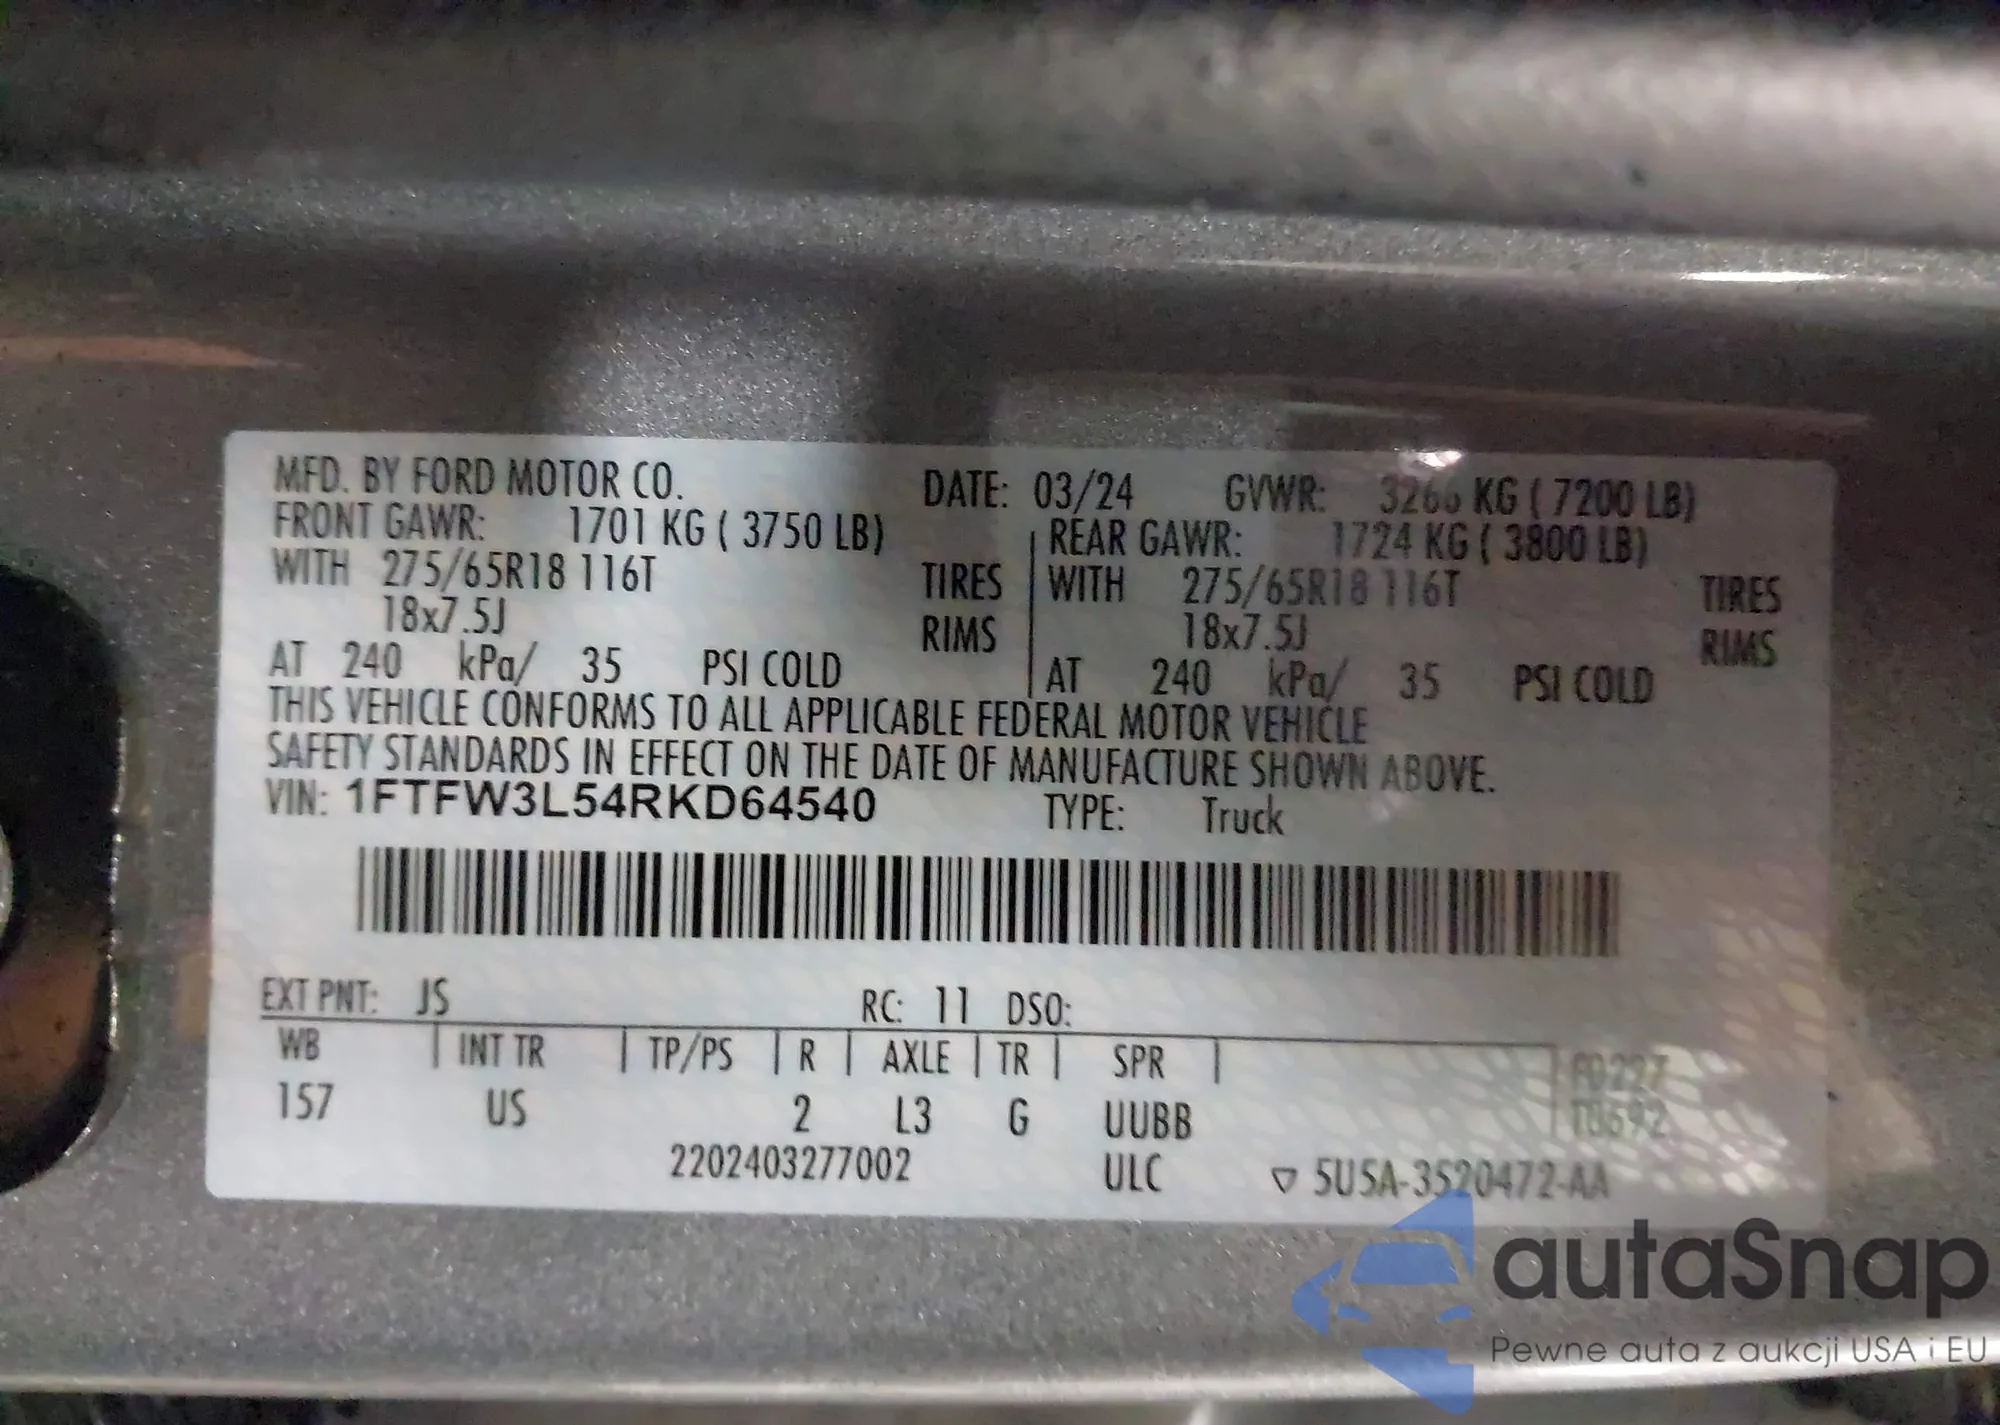 MFD. BY FORD MOTOR CO. DATE: 03/24 GVWR: 3266 KG ( 7200 LB)
FRONT GAWR: 1701 KG ( 3750 LB) REAR GAWR: 1724 KG ( 3800 LB)
WITH 275/65R18 116T TIRES WITH 275/65R18 116T TIRES
18x7.5J RIMS 18x7.5J RIMS
AT 240 kPa/ 35 PSI COLD AT 240 kPa/ 35 PSI COLD
THIS VEHICLE CONFORMS TO ALL APPLICABLE FEDERAL MOTOR VEHICLE
SAFETY STANDARDS IN EFFECT ON THE DATE OF MANUFACTURE SHOWN ABOVE.
VIN: 1FTFW3L54RKD64540 TYPE: Truck
EXT PNT: JS RC: 11 DSO:
WB INT TR TP/PS R AXLE TR SPR F0227
157 US 2 L3 G UUBB T0692
2202403277002 ULC ▽ 5U5A-3520472-AA
autaSnap
Pewne auta z aukcji USA i EU